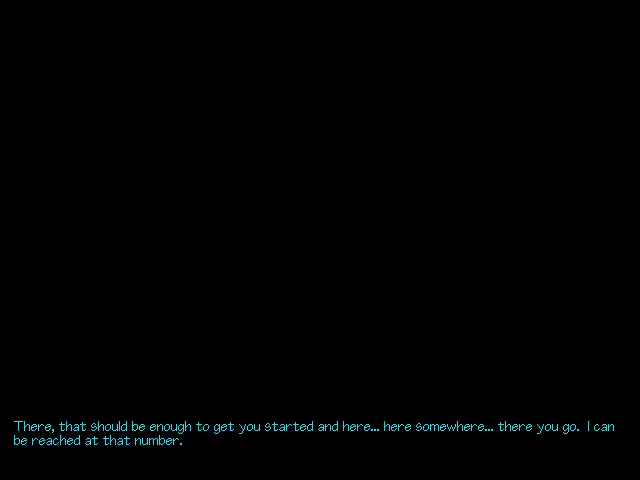 There, that should be enough to get you started and here... here somewhere... there you go.  I can
be reached at that number.